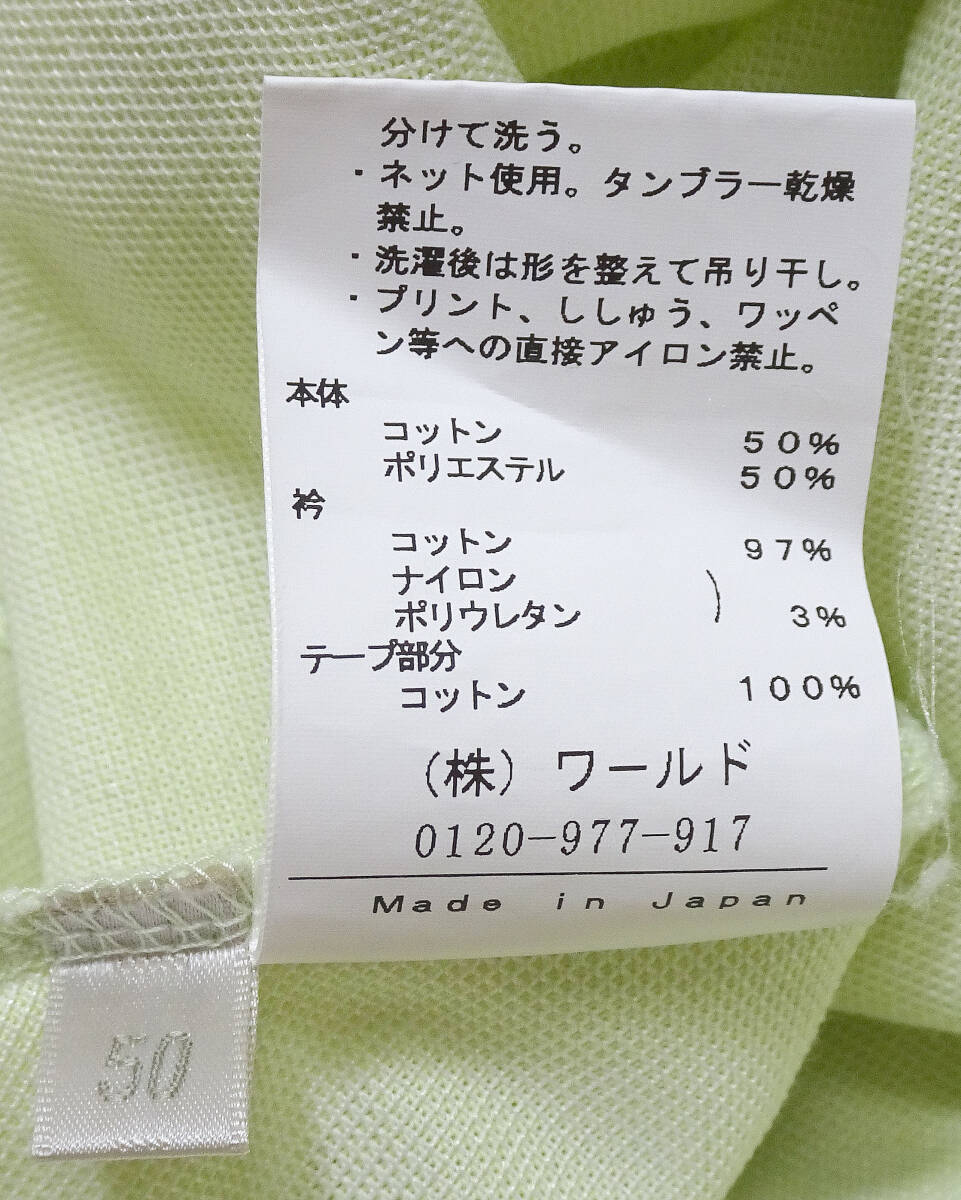 分けて洗う。
・ネット使用。タンブラー乾燥
禁止。
・洗濯後は形を整えて吊り干し。
・プリント、ししゅう、ワッペ
ン等への直接アイロン禁止。
本体
コットン 50%
ポリエステル 50%
衿
コットン 97%
ナイロン
ポリウレタン ) 3%
テープ部分
コットン 100%
(株)ワールド
0120-977-917
Made in Japan
50